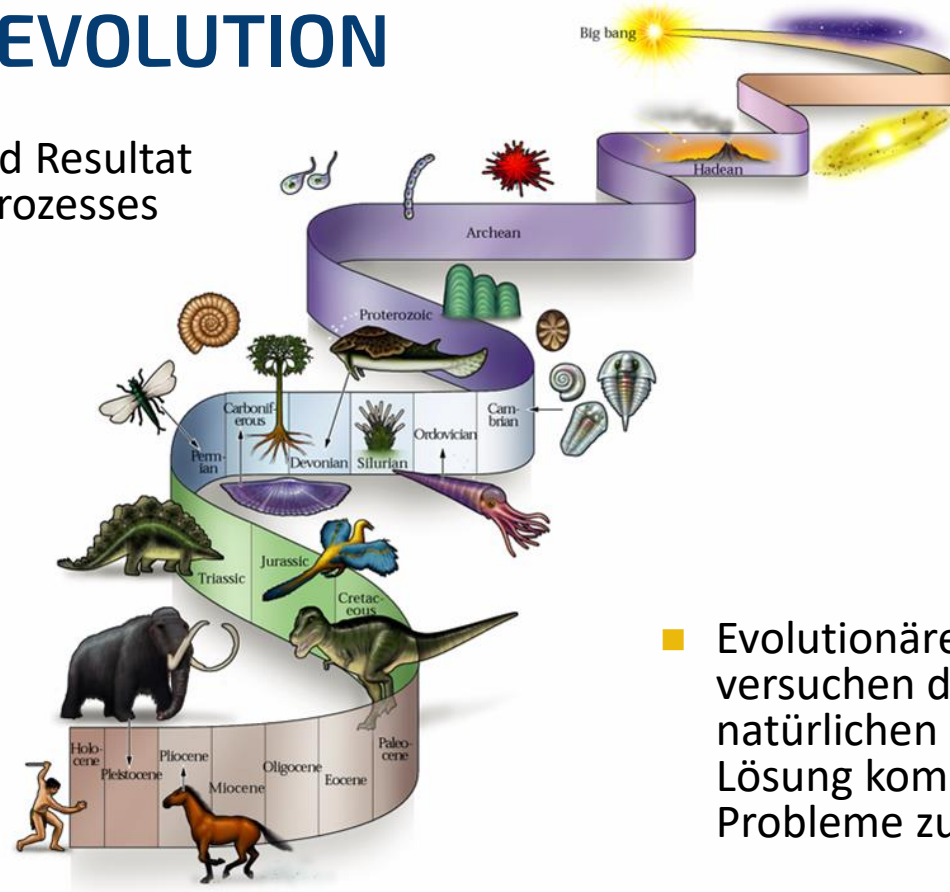 EVOLUTION
d Resultat
rozesses
Big bang
Hadean
Archean
Proterozoic
Cam-
brian
Ordovician
Silurian
Devonian
Carbonif-
erous
Perm-
ian
Triassic
Jurassic
Cretac-
eous
Paleo-
cene
Eocene
Oligocene
Miocene
Pliocene
Pleistocene
Holo-
cene
Evolutionäre
versuchen d
natürlichen
Lösung kom
Probleme zu